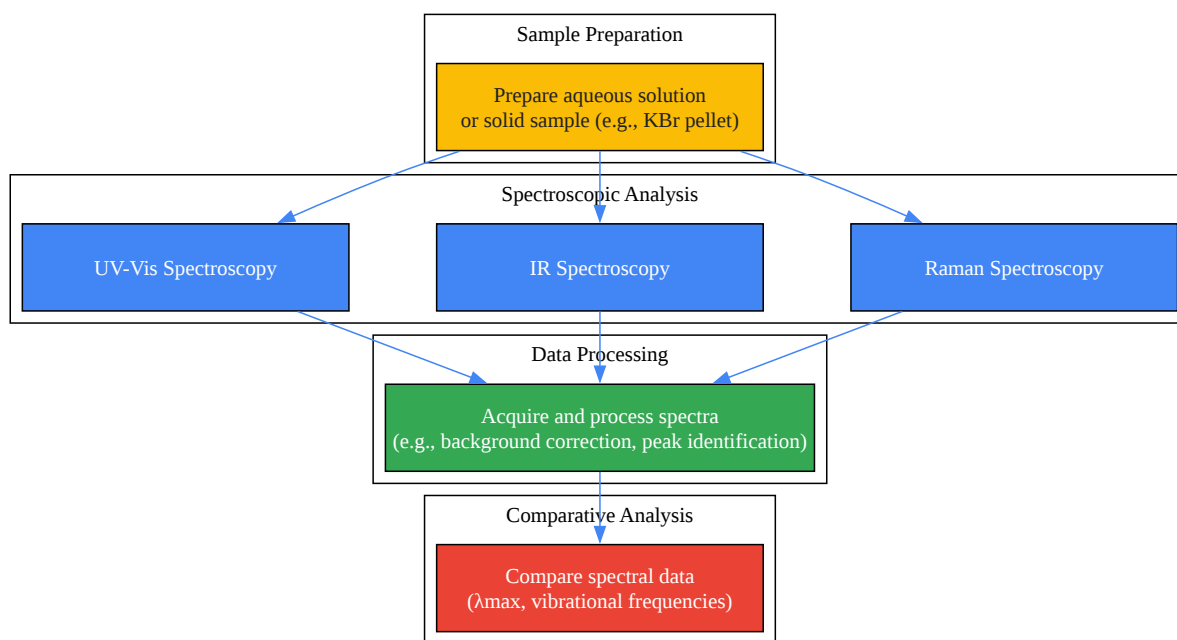 Sample Preparation
Prepare aqueous solution
or solid sample (e.g., KBr pellet)
Spectroscopic Analysis
UV-Vis Spectroscopy
IR Spectroscopy
Raman Spectroscopy
Data Processing
Acquire and process spectra
(e.g., background correction, peak identification)
Comparative Analysis
Compare spectral data
(λmax, vibrational frequencies)